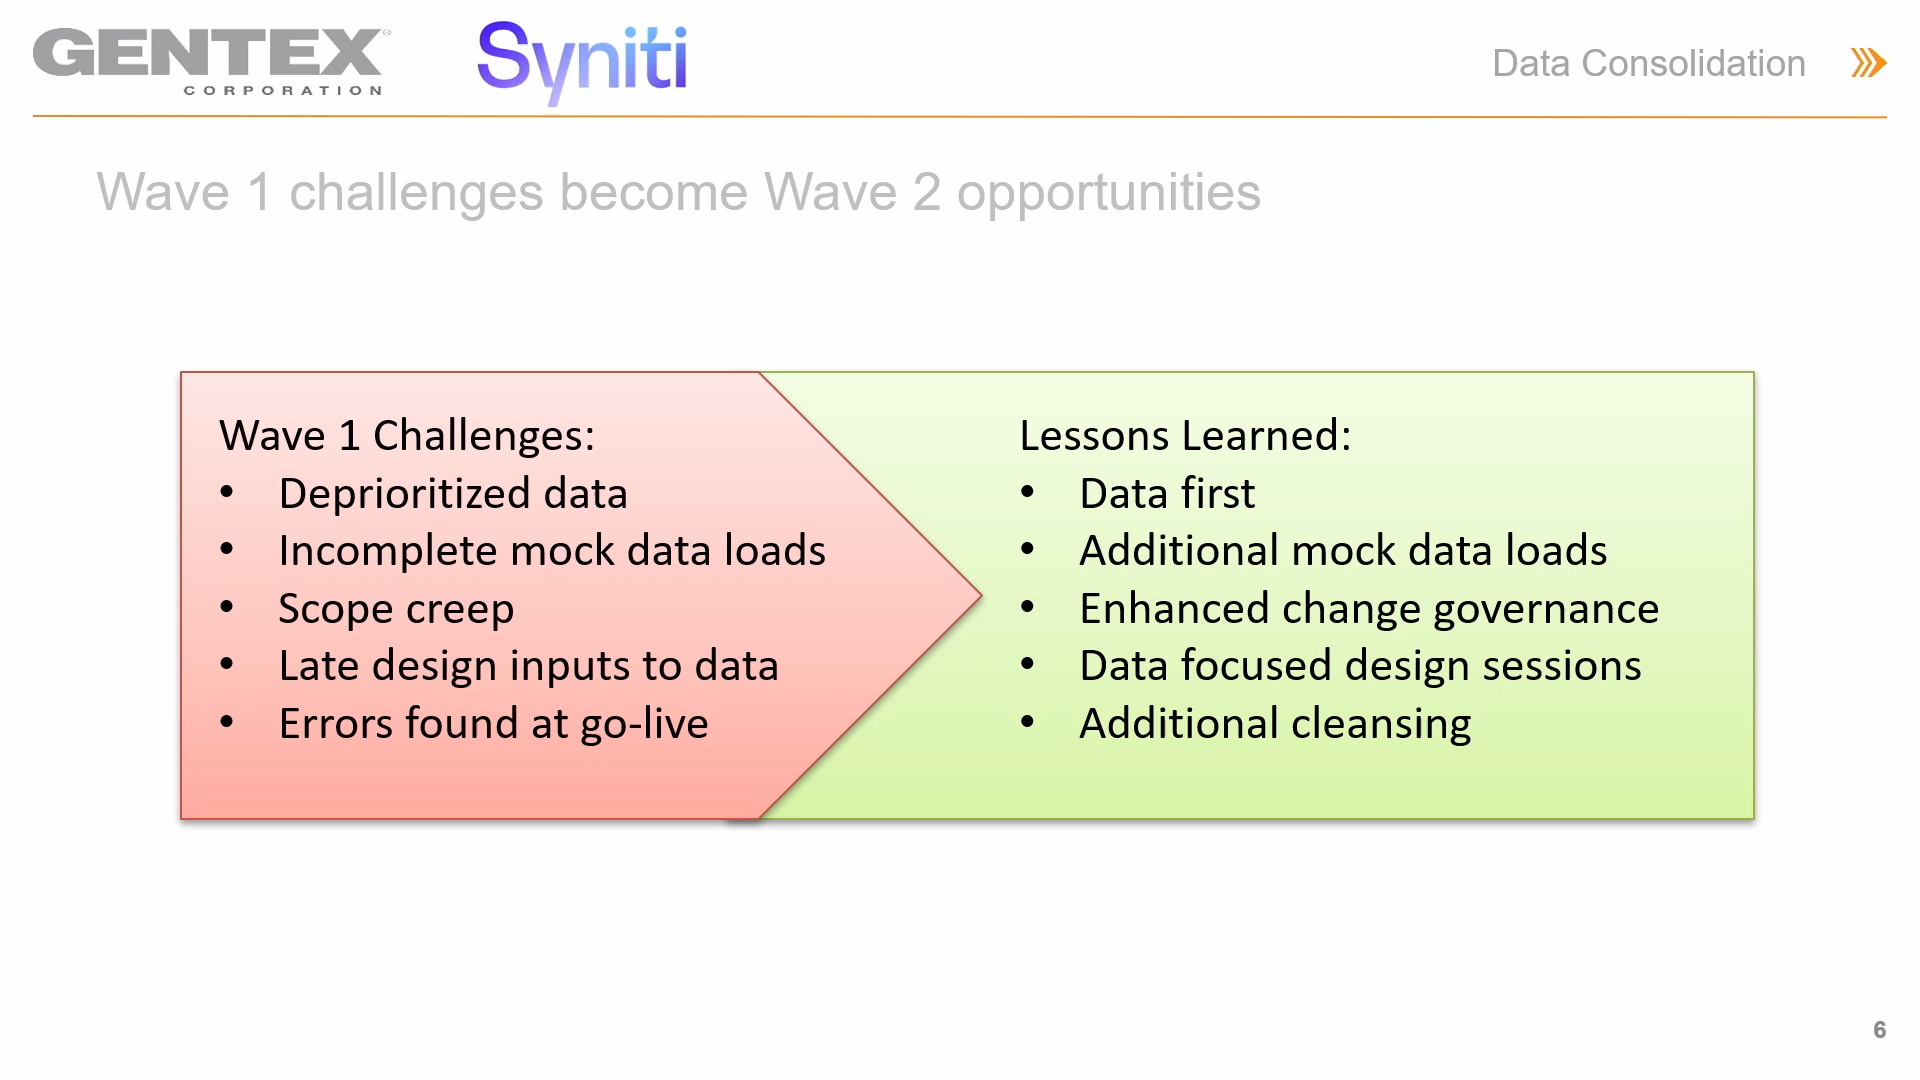 GENTEX
CORPORATION
Syniti
Data Consolidation
Wave 1 challenges become Wave 2 opportunities
Wave 1 Challenges:
• Deprioritized data
• Incomplete mock data loads
• Scope creep
• Late design inputs to data
• Errors found at go-live
Lessons Learned:
• Data first
• Additional mock data loads
• Enhanced change governance
• Data focused design sessions
• Additional cleansing
6